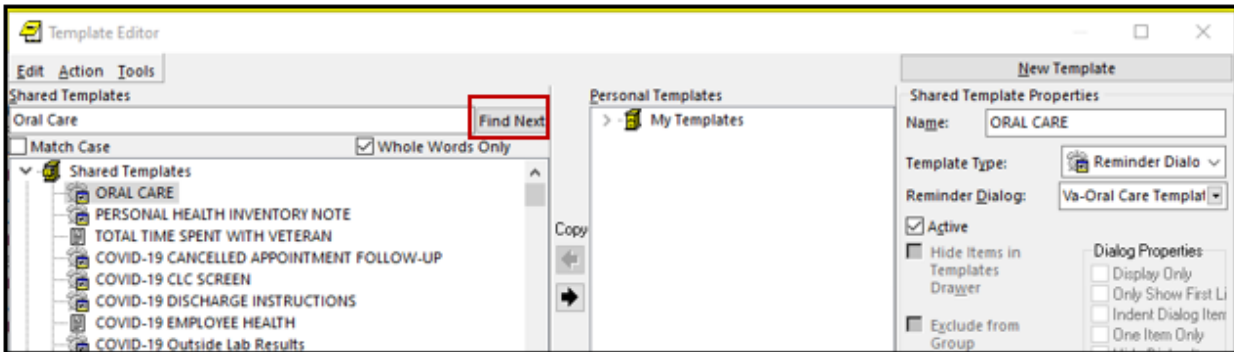 Template Editor
Edit Action Tools
New Template
Shared Templates
Oral Care
Find Next
Match Case
Whole Words Only
Shared Templates
ORAL CARE
PERSONAL HEALTH INVENTORY NOTE
TOTAL TIME SPENT WITH VETERAN
COVID-19 CANCELLED APPOINTMENT FOLLOW-UP
COVID-19 CLC SCREEN
COVID-19 DISCHARGE INSTRUCTIONS
COVID-19 EMPLOYEE HEALTH
COVID-19 Outside Lab Results
Copy
Personal Templates
My Templates
Shared Template Properties
Name: ORAL CARE
Template Type: Reminder Dialo
Reminder Dialog: Va-Oral Care Templat
Active
Hide Items in
Templates
Drawer
Exclude from
Group
Dialog Properties
Display Only
Only Show First Li
Indent Dialog Item
One Item Only